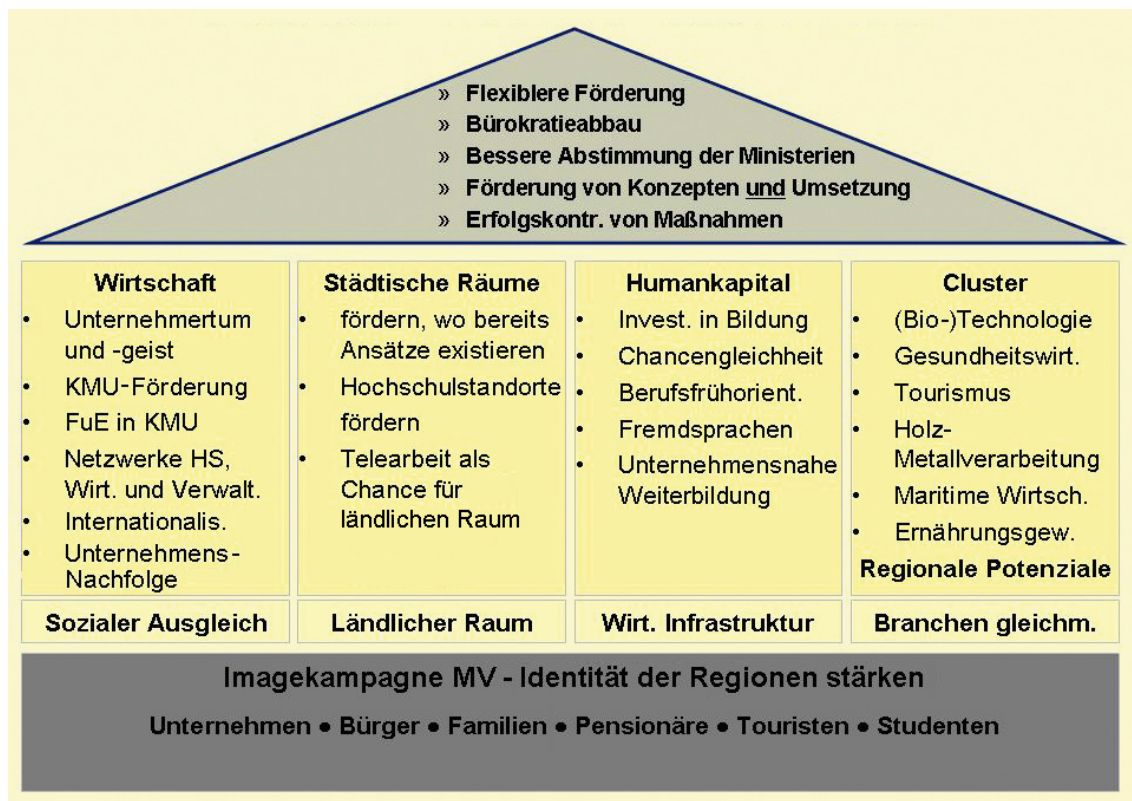 » Flexiblere Förderung
» Bürokratieabbau
» Bessere Abstimmung der Ministerien
» Förderung von Konzepten und Umsetzung
» Erfolgskontr. von Maßnahmen
Wirtschaft
• Unternehmertum
und -geist
• KMU-Förderung
• FuE in KMU
• Netzwerke HS,
Wirt. und Verwalt.
• Internationalis.
• Unternehmens-
Nachfolge
Sozialer Ausgleich
Städtische Räume
• fördern, wo bereits
Ansätze existieren
• Hochschulstandorte
fördern
• Telearbeit als
Chance für
ländlichen Raum
Ländlicher Raum
Humankapital
• Invest. in Bildung
• Chancengleichheit
• Berufsfrühorient.
• Fremdsprachen
• Unternehmensnahe
Weiterbildung
Wirt. Infrastruktur
Cluster
• (Bio-)Technologie
• Gesundheitswirt.
• Tourismus
• Holz-
Metallverarbeitung
• Maritime Wirtsch.
• Ernährungsgew.
Regionale Potenziale
Branchen gleichm.
Imagekampagne MV - Identität der Regionen stärken
Unternehmen ● Bürger ● Familien ● Pensionäre ● Touristen ● Studenten